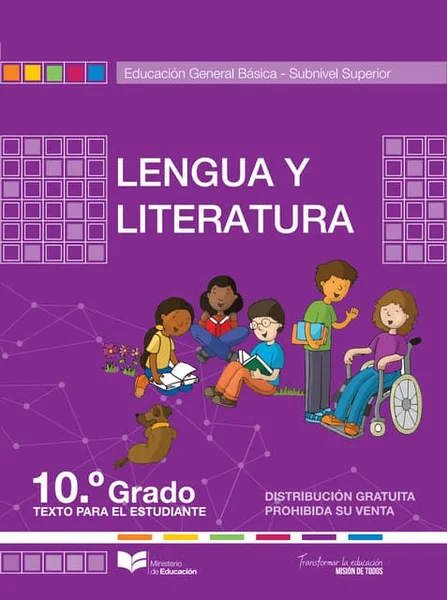 Educación General Básica - Subnivel Superior
LENGUA Y
LITERATURA
10.º Grado
TEXTO PARA EL ESTUDIANTE
DISTRIBUCIÓN GRATUITA
PROHIBIDA SU VENTA
Ministerio
de Educación
Transformar la educación
MISIÓN DE TODOS